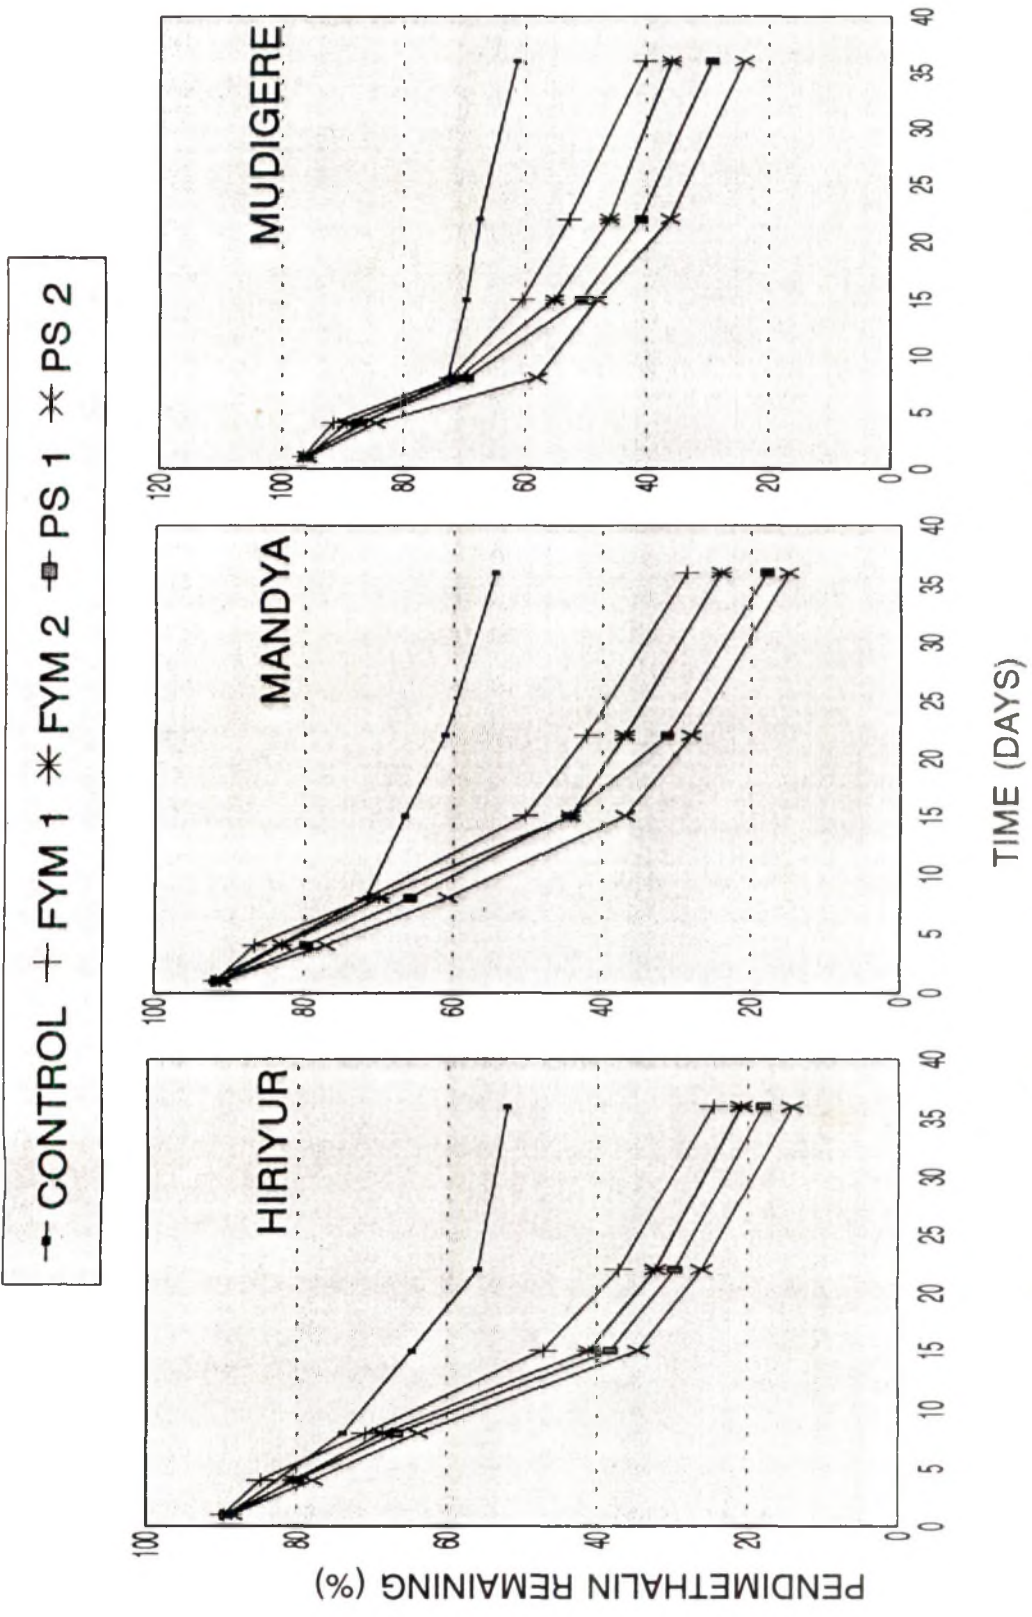 CONTROL FYM 1 FYM 2 PS 1 PS 2
PENDIMETHALIN REMAINING (%)
HIRIYUR
100
80
60
40
20
0
0 5 10 15 20 25 30 35 40
MANDYA
100
80
60
40
20
0
0 5 10 15 20 25 30 35 40
MUDIGERE
120
100
80
60
40
20
0
0 5 10 15 20 25 30 35 40
TIME (DAYS)